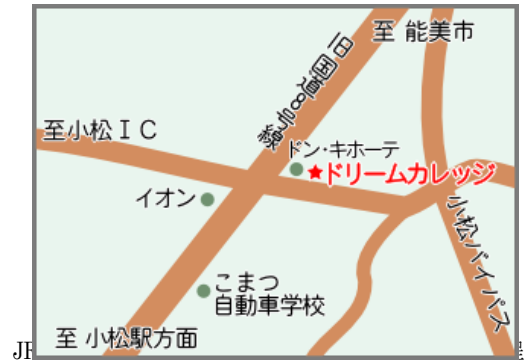 至 能美市
旧国道8号線
至小松IC
ドン・キホーテ
★ドリームカレッジ
イオン
小松バイパス
こまつ
自動車学校
至 小松駅方面